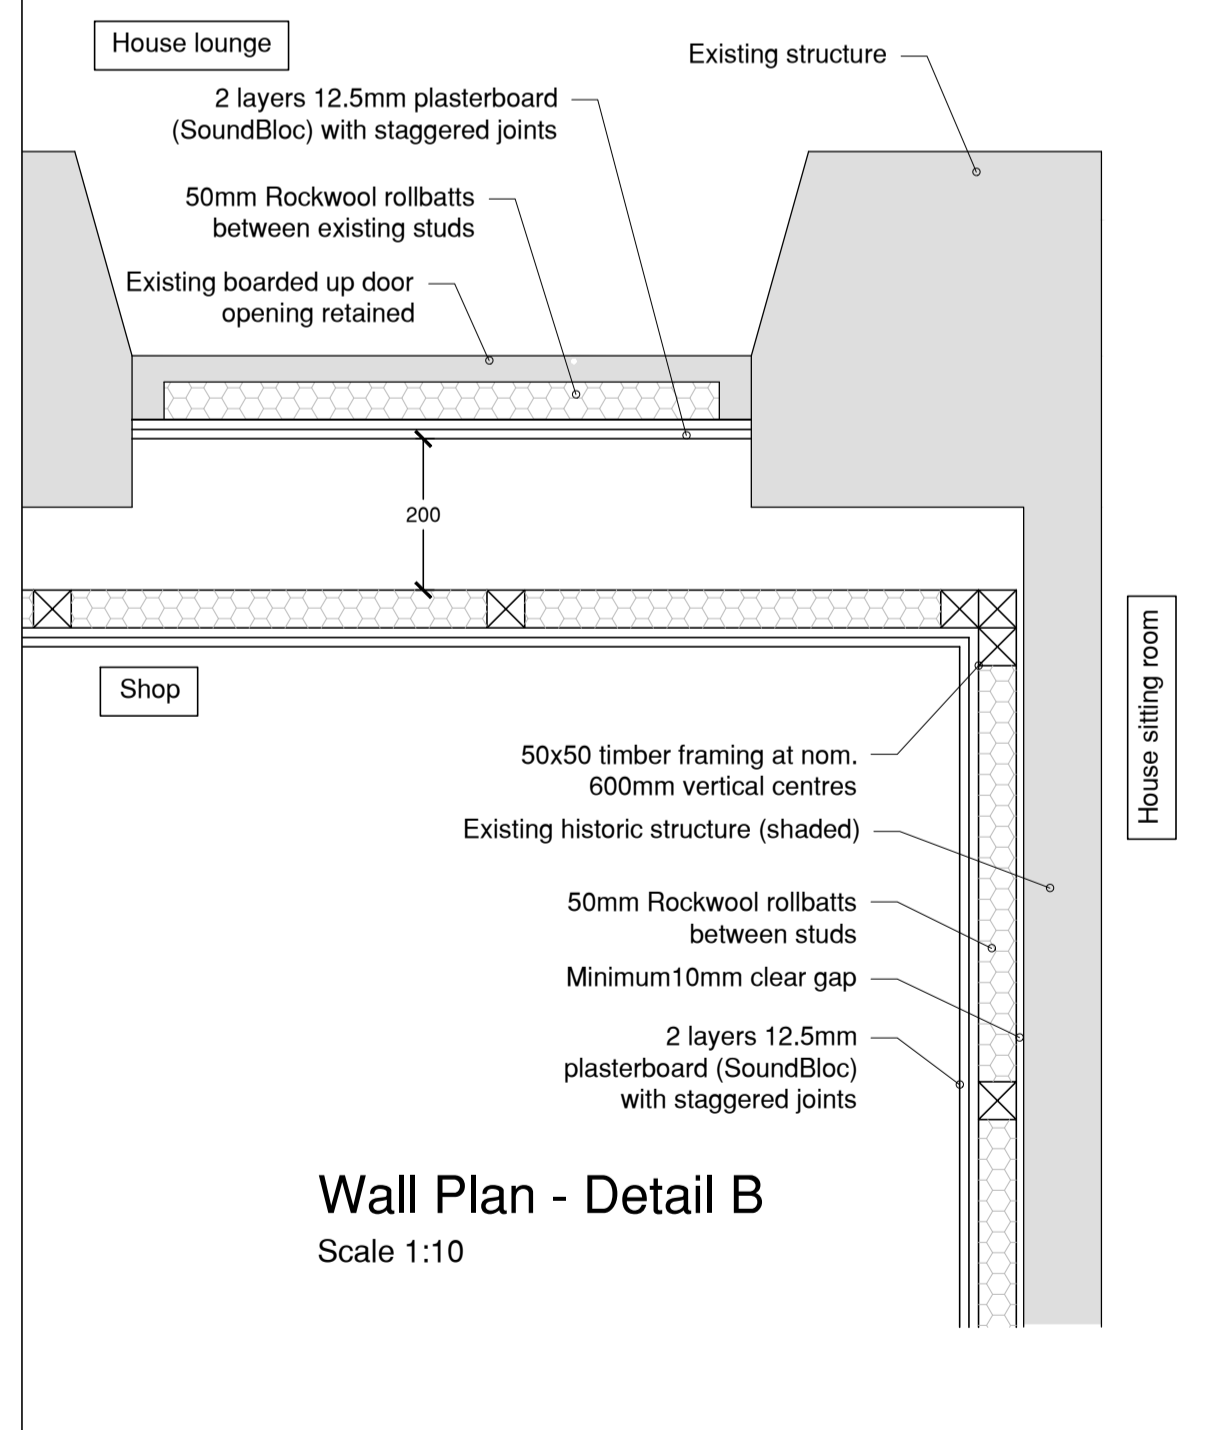 House lounge
Existing structure
2 layers 12.5mm plasterboard
(SoundBloc) with staggered joints
50mm Rockwool rollbatts
between existing studs
Existing boarded up door
opening retained
200
Shop
House sitting room
50x50 timber framing at nom.
600mm vertical centres
Existing historic structure (shaded)
50mm Rockwool rollbatts
between studs
Minimum10mm clear gap
2 layers 12.5mm
plasterboard (SoundBloc)
with staggered joints
Wall Plan - Detail B
Scale 1:10